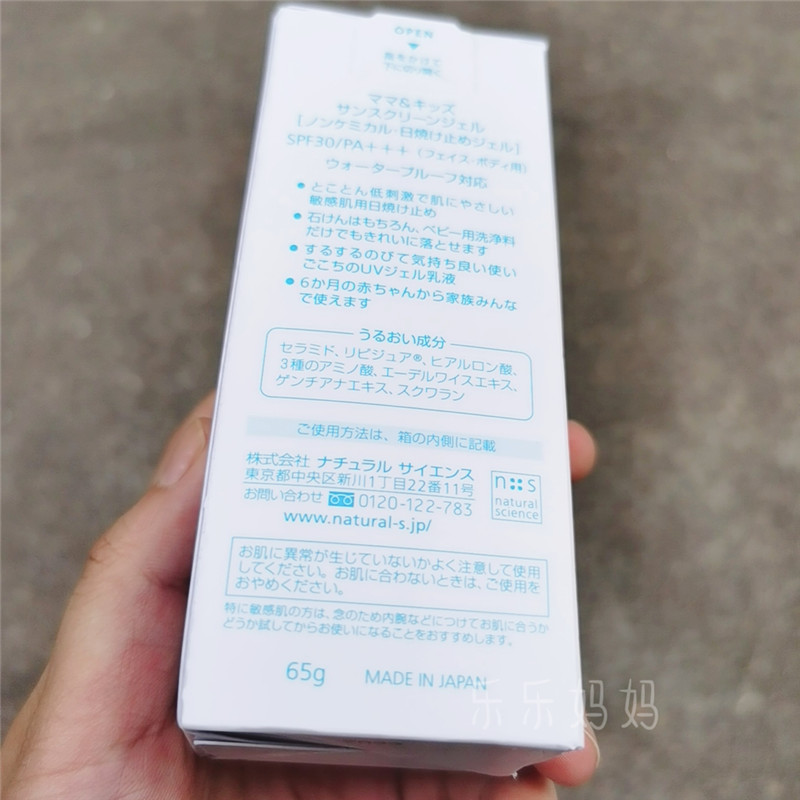 OPEN
指をかけて
下に切り開く
ママ&キッズ
サンスクリーンジェル
[ノンケミカル・日焼け止めジェル]
SPF30/PA+++ (フェイス・ボディ用)
ウォータープルーフ対応
● とことん低刺激で肌にやさしい
敏感肌用日焼け止め
● 石けんはもちろん、ベビー用洗浄料
だけでもきれいに落とせます
● するするのびて気持ち良い使い
ごこちのUVジェル乳液
● 6か月の赤ちゃんから家族みんな
で使えます
うるおい成分
セラミド、リピジュア®、ヒアルロン酸、
3種のアミノ酸、エーデルワイスエキス、
ゲンチアナエキス、スクワラン
ご使用方法は、箱の内側に記載
株式会社 ナチュラル サイエンス
東京都中央区新川1丁目22番11号
お問い合わせ 0120-122-783
www.natural-s.jp/
n s
natural
science
お肌に異常が生じていないかよく注意して使用
してください。お肌に合わないときは、ご使用を
おやめください。
特に敏感肌の方は、念のため内腕などにつけてお肌に合うか
どうか試してからお使いになることをおすすめします。
65g MADE IN JAPAN
乐乐妈妈